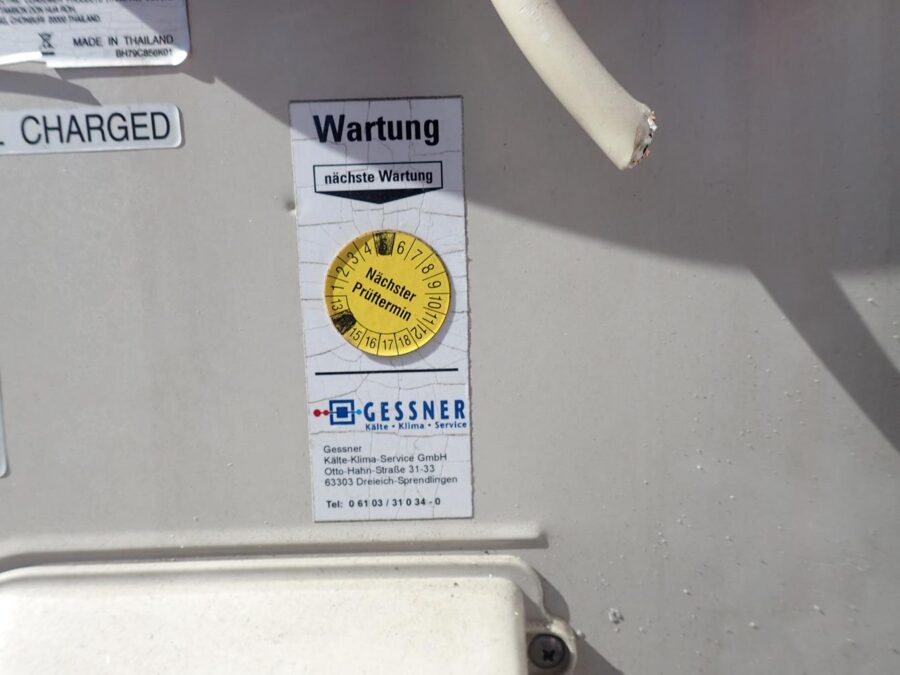 MADE IN THAILAND
BH79C856K01
CHARGED
Wartung
nächste Wartung
1 2 3 4 6 7 8 9 10 11 12
Nächster
Prüftermin
13 15 16 17 18
GESSNER
Kälte • Klima • Service
Gessner
Kälte-Klima-Service GmbH
Otto-Hahn-Straße 31-33
63303 Dreieich-Sprendlingen
Tel: 0 61 03 / 31 0 34 - 0